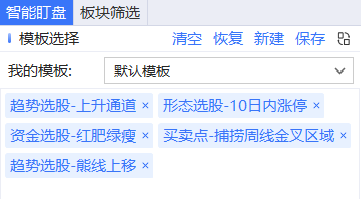 智能盯盘 板块筛选
模板选择 清空 恢复 新建 保存
我的模板: 默认模板
趋势选股-上升通道 × 形态选股-10日内涨停 ×
资金选股-红肥绿瘦 × 买卖点-捕捞周线金叉区域 ×
趋势选股-熊线上移 ×